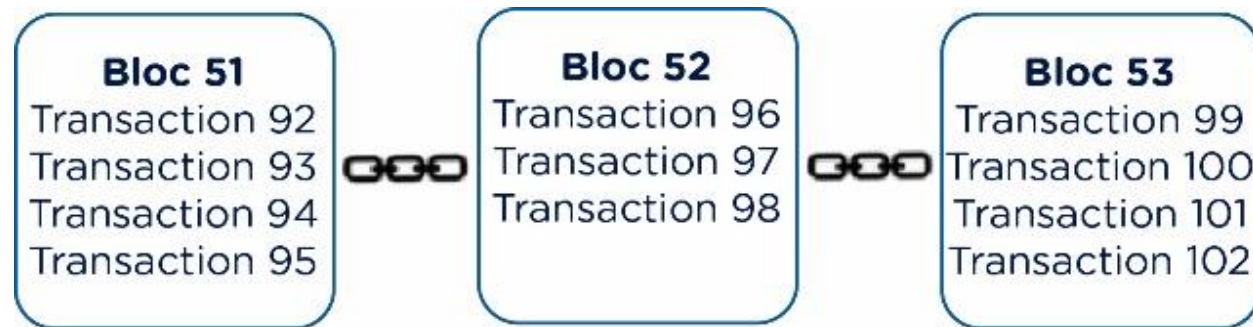 Bloc 51
Transaction 92
Transaction 93
Transaction 94
Transaction 95
Bloc 52
Transaction 96
Transaction 97
Transaction 98
Bloc 53
Transaction 99
Transaction 100
Transaction 101
Transaction 102